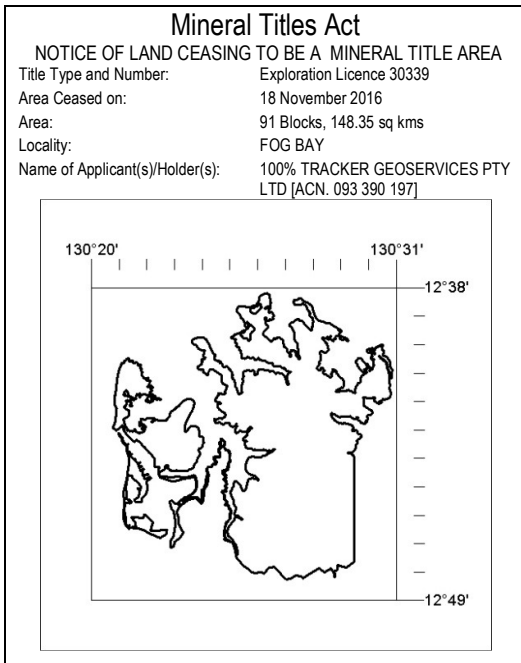 Mineral Titles Act
NOTICE OF LAND CEASING TO BE A MINERAL TITLE AREA
Title Type and Number: Exploration Licence 30339
Area Ceased on: 18 November 2016
Area: 91 Blocks, 148.35 sq kms
Locality: FOG BAY
Name of Applicant(s)/Holder(s): 100% TRACKER GEOSERVICES PTY
LTD [ACN. 093 390 197]
130°20' 130°31'
12°38'
12°49'